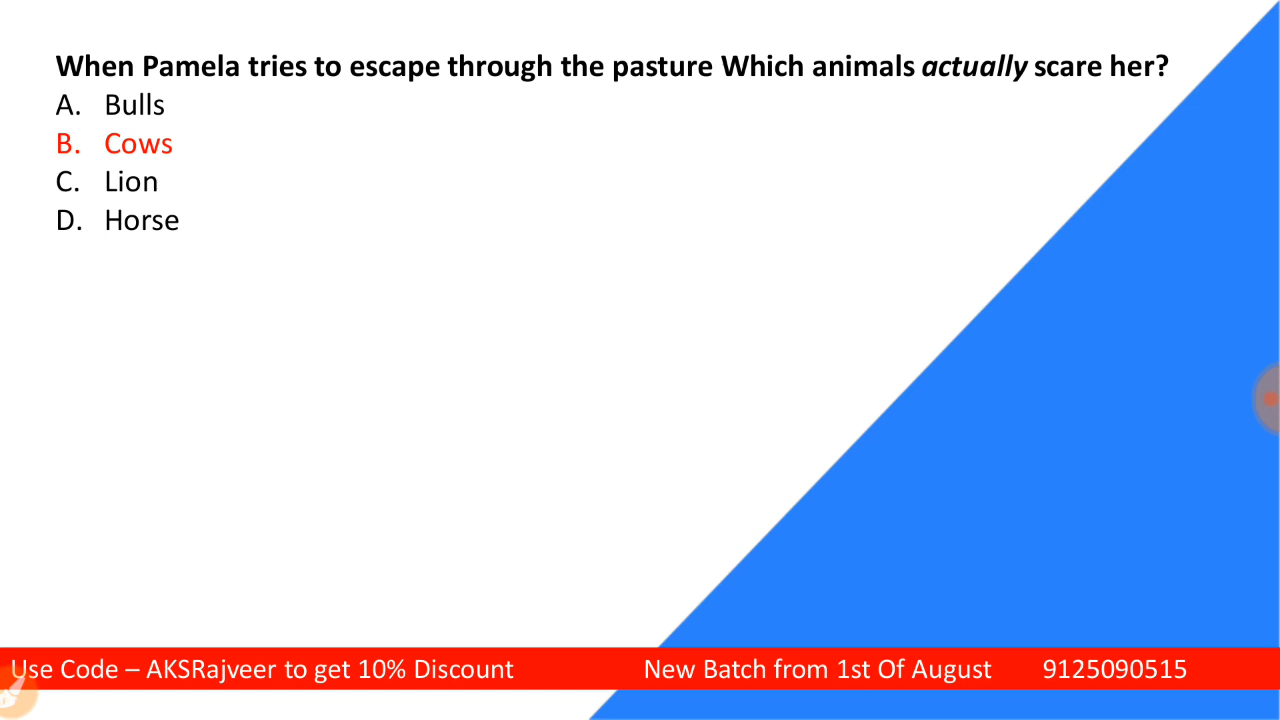 When Pamela tries to escape through the pasture Which animals actually scare her?
A. Bulls
B. Cows
C. Lion
D. Horse
Use Code – AKSRajveer to get 10% Discount New Batch from 1st Of August 9125090515